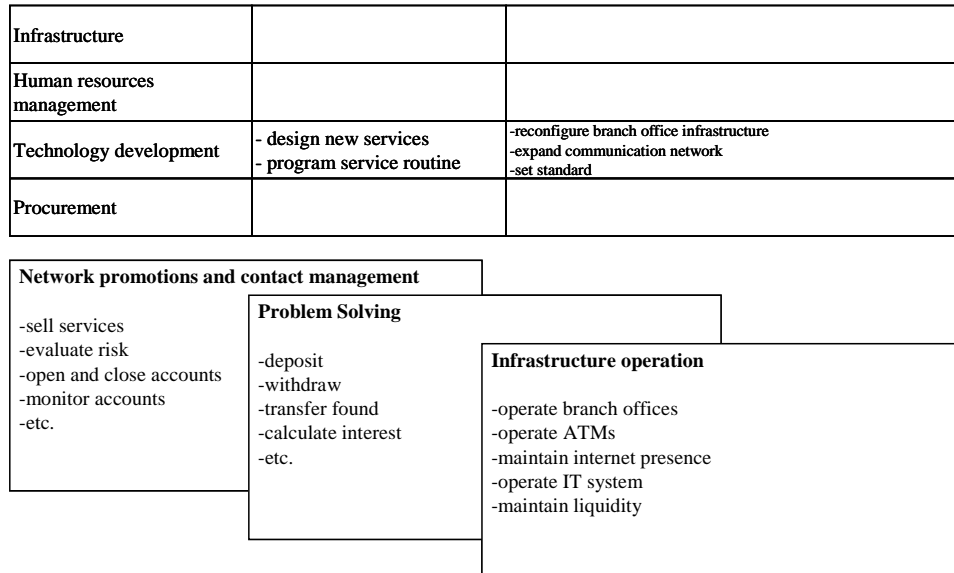 Infrastructure
Human resources
management
Technology development
- design new services
- program service routine
-reconfigure branch office infrastructure
-expand communication network
-set standard
Procurement
Network promotions and contact management
-sell services
-evaluate risk
-open and close accounts
-monitor accounts
-etc.
Problem Solving
-deposit
-withdraw
-transfer found
-calculate interest
-etc.
Infrastructure operation
-operate branch offices
-operate ATMs
-maintain internet presence
-operate IT system
-maintain liquidity